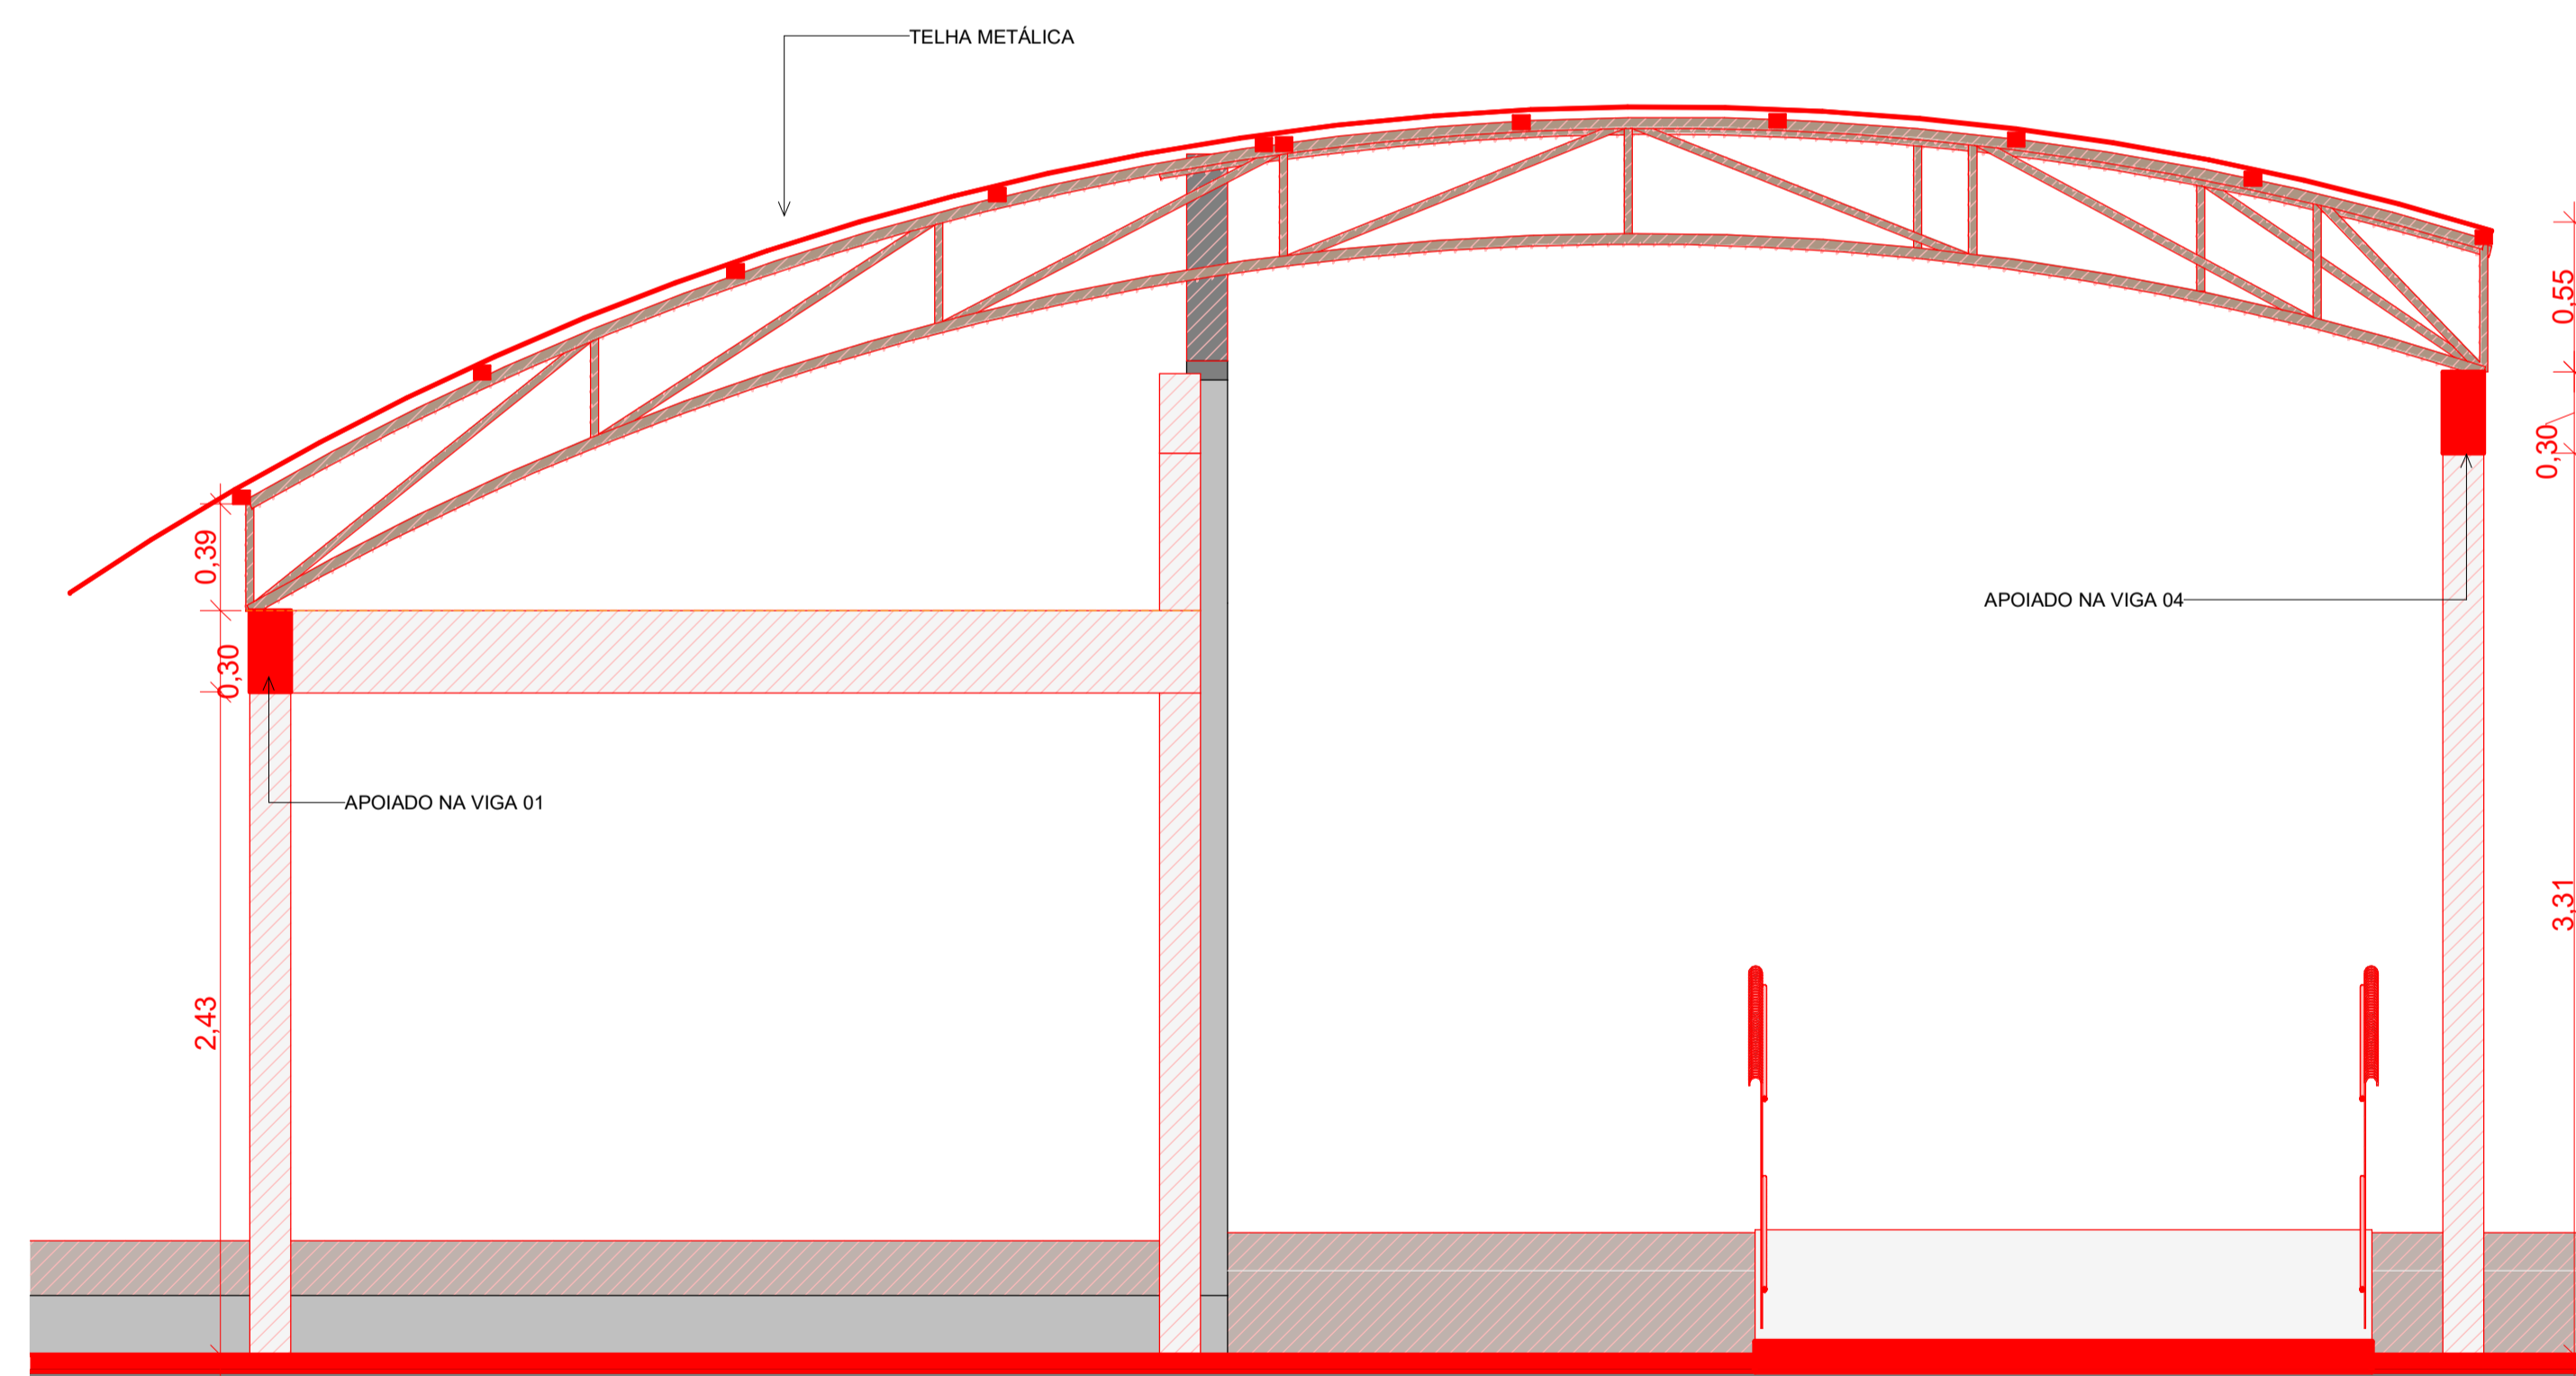 TELHA METÁLICA
0,55
0,30
0,39
APOIADO NA VIGA 04
0,30
APOIADO NA VIGA 01
3,31
2,43